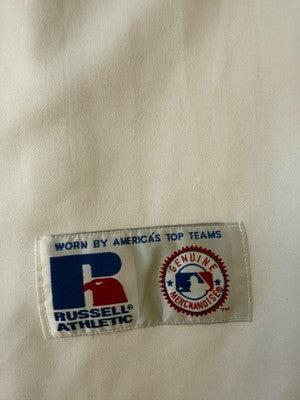 WORN BY AMERICA'S TOP TEAMS
R
RUSSELL
ATHLETIC
GENUINE
MERCHANDISE